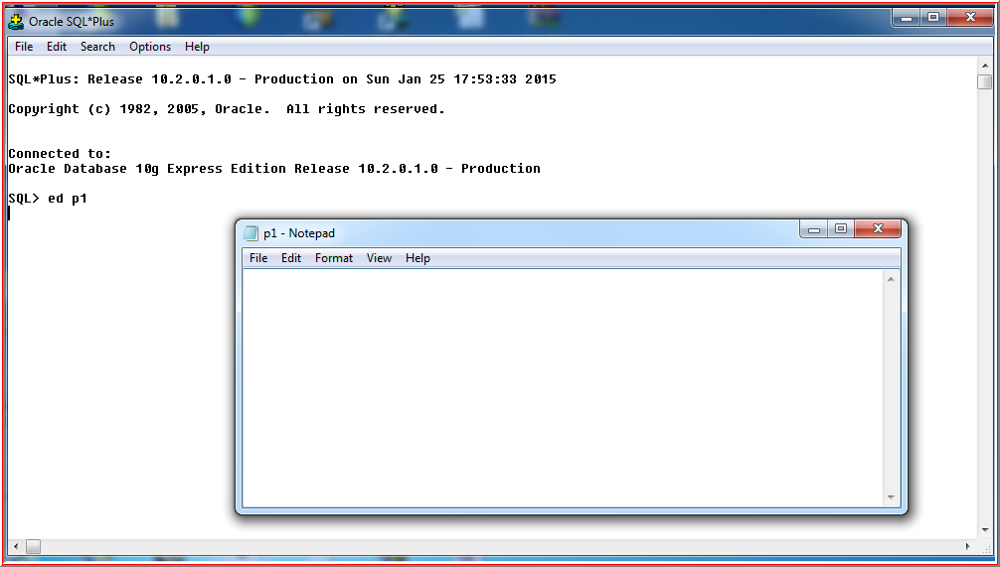 Oracle SQL*Plus
File Edit Search Options Help
SQL*Plus: Release 10.2.0.1.0 - Production on Sun Jan 25 17:53:33 2015
Copyright (c) 1982, 2005, Oracle.  All rights reserved.
Connected to:
Oracle Database 10g Express Edition Release 10.2.0.1.0 - Production
SQL> ed p1
p1 - Notepad
File Edit Format View Help